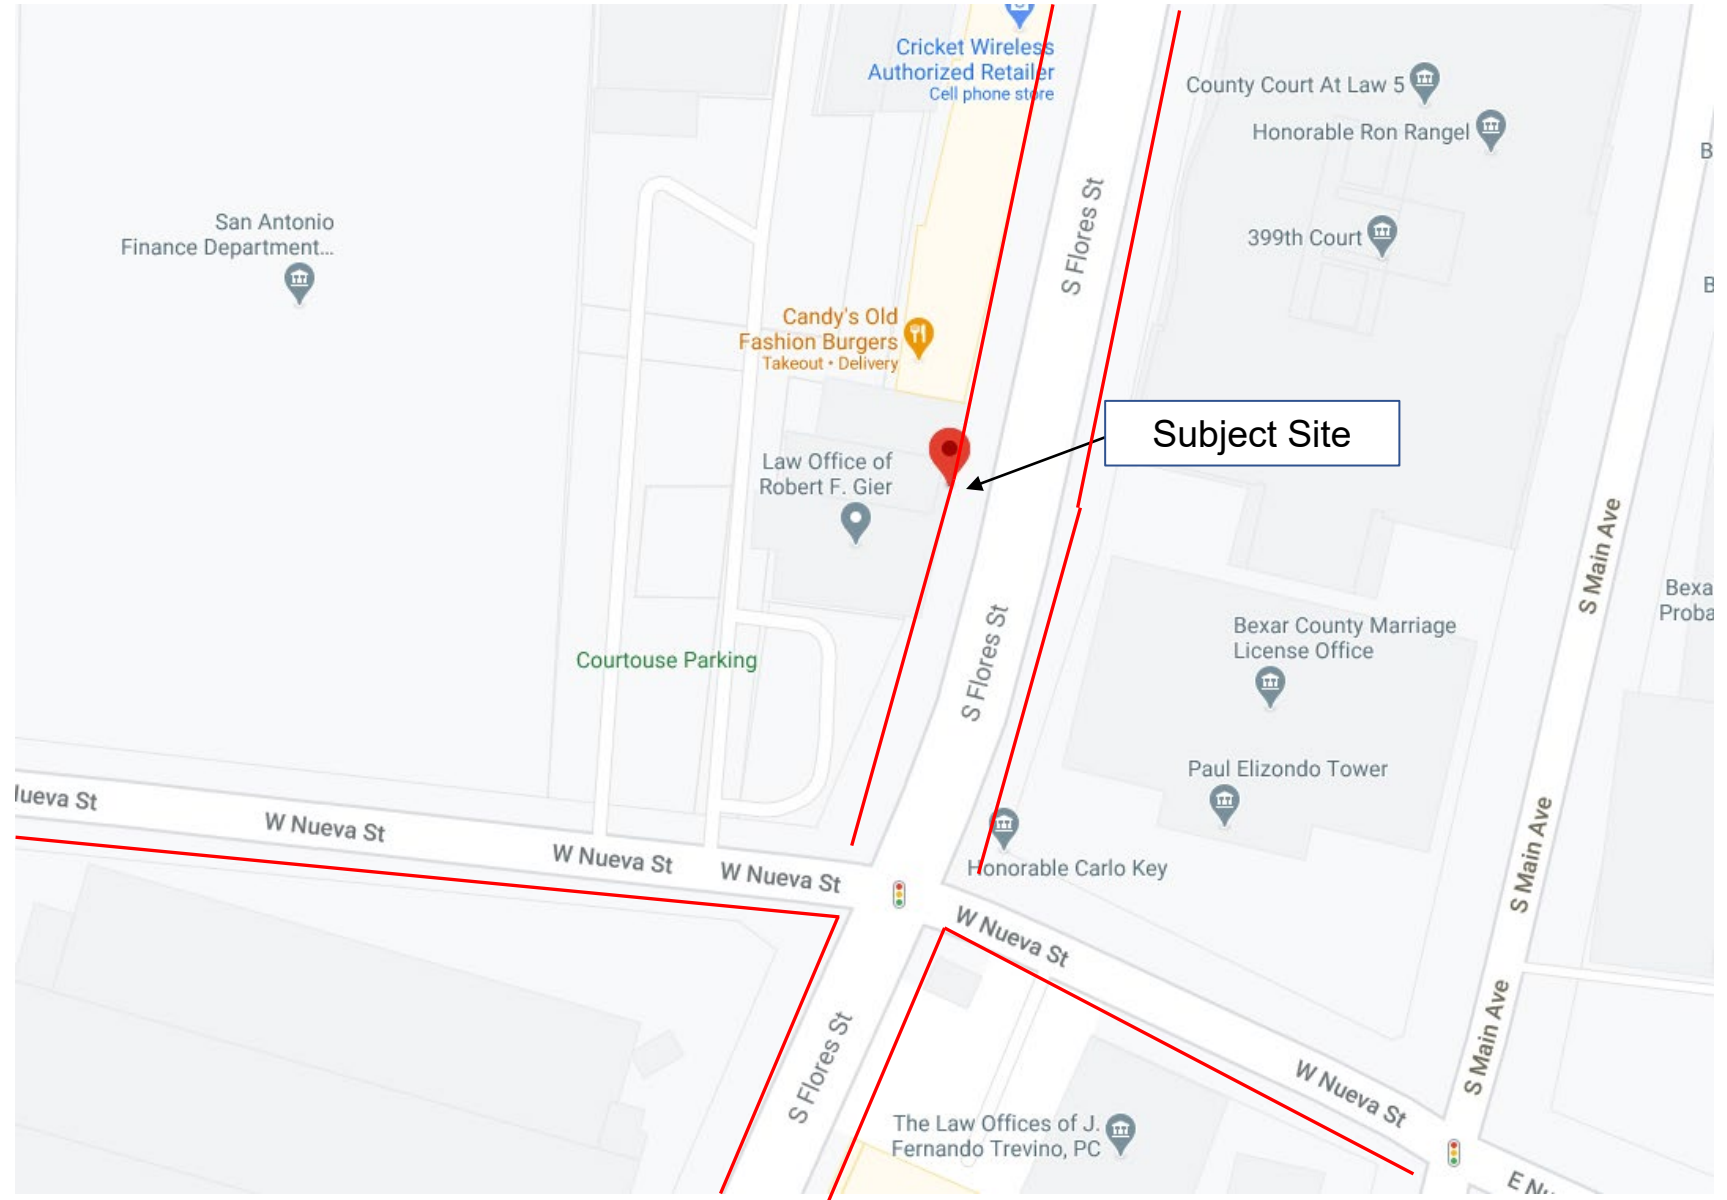 Cricket Wireless
Authorized Retailer
Cell phone store
County Court At Law 5
Honorable Ron Rangel
B
San Antonio
Finance Department...
S Flores St
399th Court
B
Candy's Old
Fashion Burgers
Takeout • Delivery
Subject Site
Law Office of
Robert F. Gier
S Main Ave
Bexa
Proba
Courtouse Parking
S Flores St
Bexar County Marriage
License Office
Paul Elizondo Tower
lueva St
W Nueva St
W Nueva St
W Nueva St
Honorable Carlo Key
S Main Ave
W Nueva St
S Main Ave
S Flores St
W Nueva St
The Law Offices of J.
Fernando Trevino, PC
E Nu